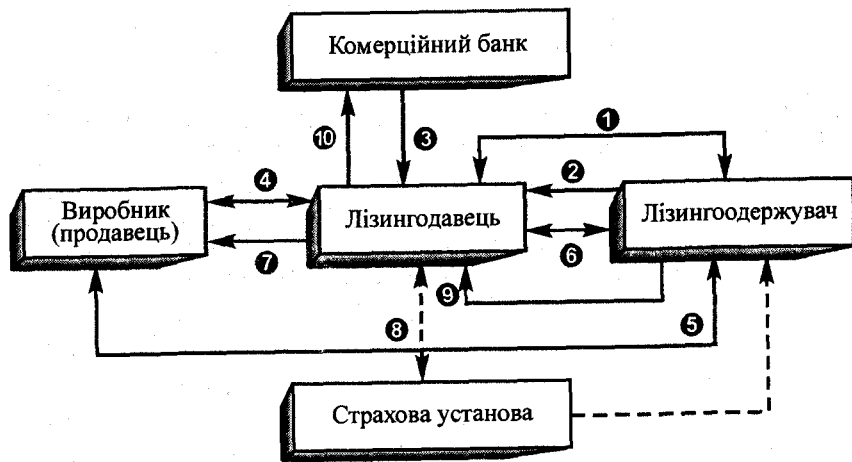 Комерційний банк
1
10
3
2
4
Виробник
(продавець)
Лізингодавець
Лізингоодержувач
7
6
9
8
5
Страхова установа